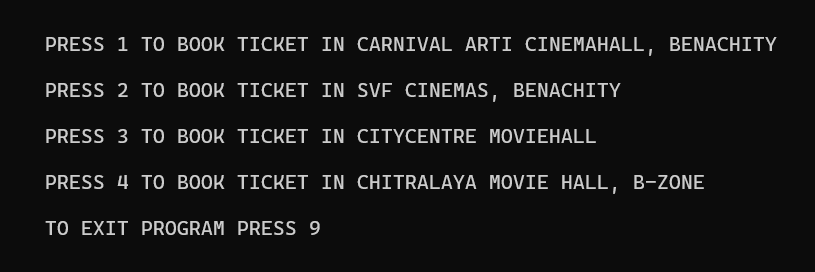 PRESS 1 TO BOOK TICKET IN CARNIVAL ARTI CINEMAHALL, BENACHITY
PRESS 2 TO BOOK TICKET IN SVF CINEMAS, BENACHITY
PRESS 3 TO BOOK TICKET IN CITYCENTRE MOVIEHALL
PRESS 4 TO BOOK TICKET IN CHITRALAYA MOVIE HALL, B-ZONE
TO EXIT PROGRAM PRESS 9